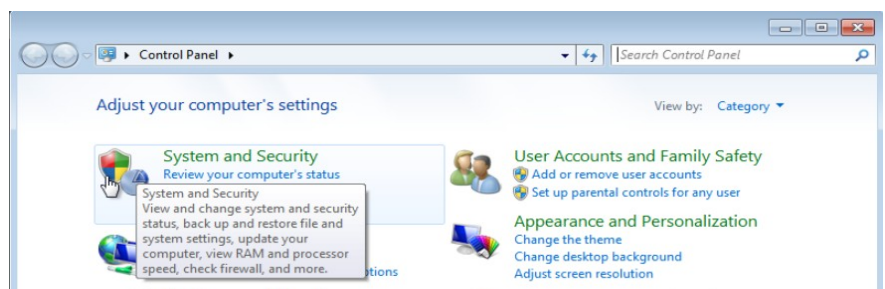 Control Panel
Search Control Panel
Adjust your computer's settings
View by: Category
System and Security
Review your computer's status
System and Security
View and change system and security
status, back up and restore file and
system settings, update your
computer, view RAM and processor
speed, check firewall, and more.
User Accounts and Family Safety
Add or remove user accounts
Set up parental controls for any user
Appearance and Personalization
Change the theme
Change desktop background
Adjust screen resolution